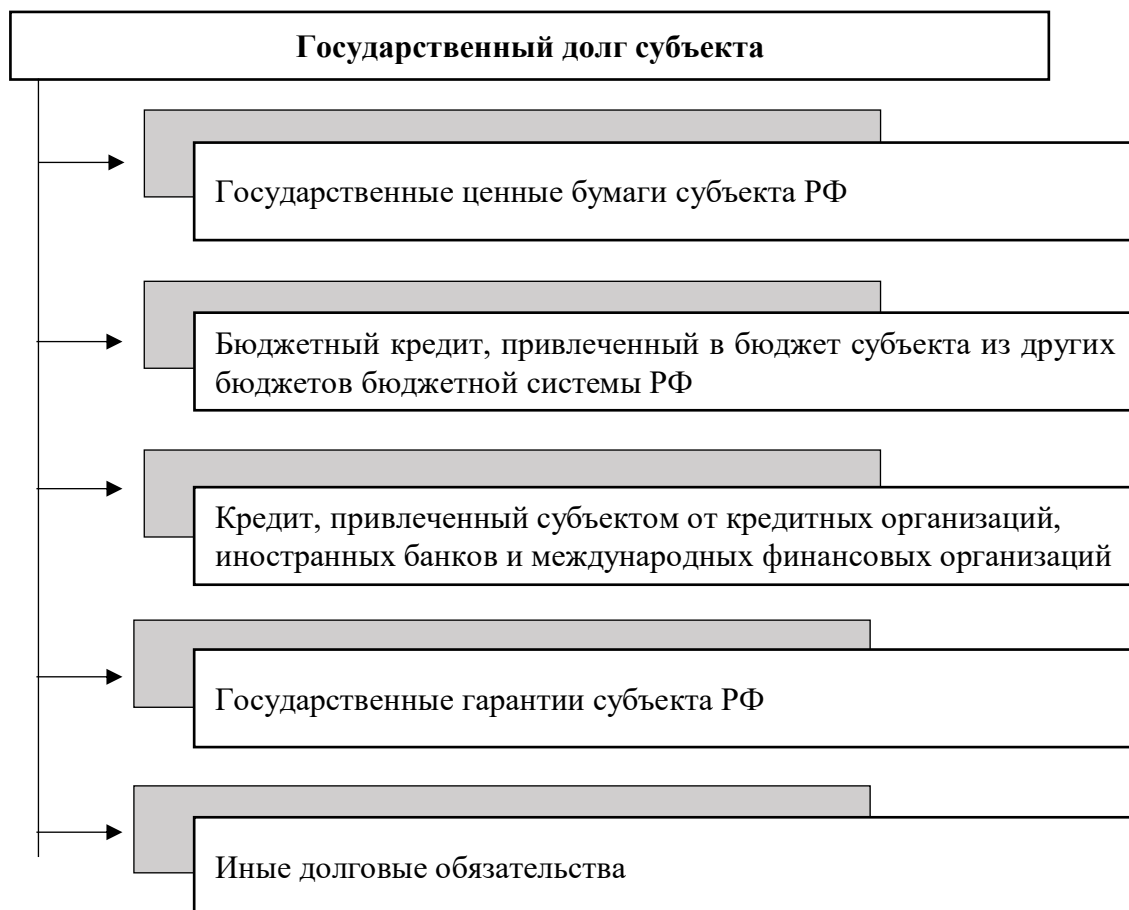 Государственный долг субъекта
Государственные ценные бумаги субъекта РФ
Бюджетный кредит, привлеченный в бюджет субъекта из других
бюджетов бюджетной системы РФ
Кредит, привлеченный субъектом от кредитных организаций,
иностранных банков и международных финансовых организаций
Государственные гарантии субъекта РФ
Иные долговые обязательства